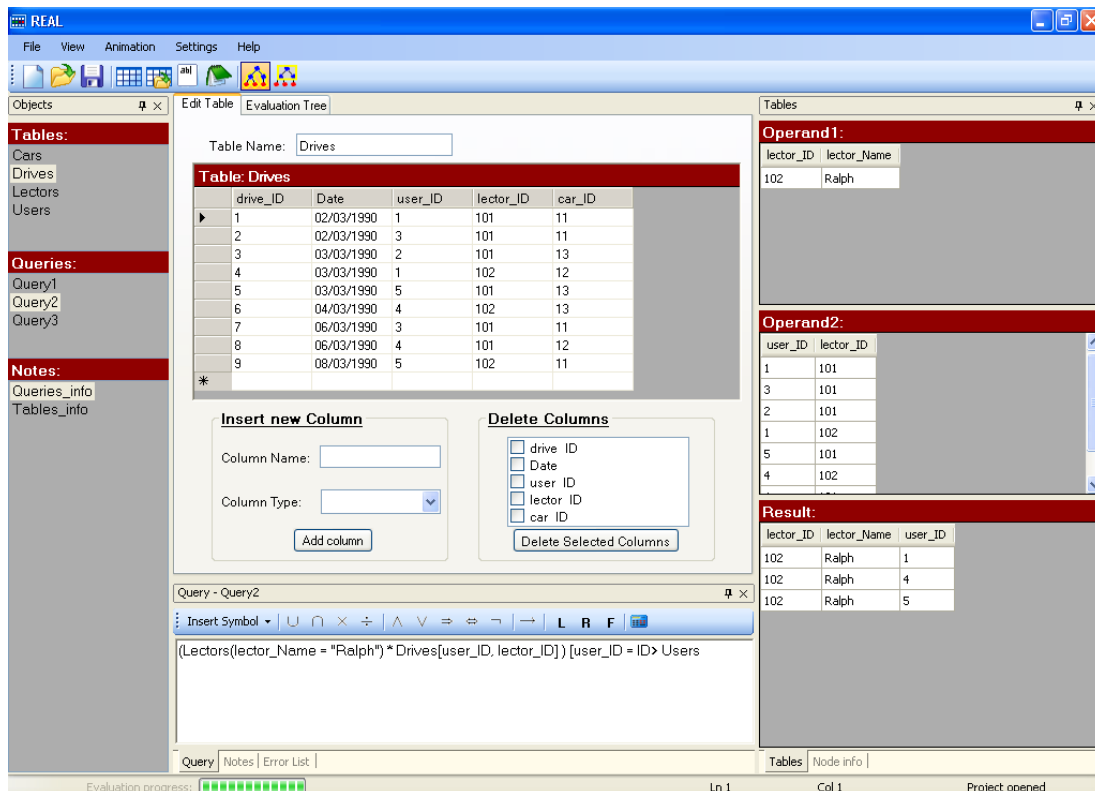 REAL
File View Animation Settings Help
abl
Objects
Tables:
Cars
Drives
Lectors
Users
Queries:
Query1
Query2
Query3
Notes:
Queries_info
Tables_info
Edit Table Evaluation Tree
Table Name: Drives
Table: Drives
drive_ID Date user_ID lector_ID car_ID
1 02/03/1990 1 101 11
2 02/03/1990 3 101 11
3 03/03/1990 2 101 13
4 03/03/1990 1 102 12
5 03/03/1990 5 101 13
6 04/03/1990 4 102 13
7 06/03/1990 3 101 11
8 06/03/1990 4 101 12
9 08/03/1990 5 102 11
*
Insert new Column
Column Name:
Column Type:
Add column
Delete Columns
drive_ID
Date
user_ID
lector_ID
car_ID
Delete Selected Columns
Query - Query2
Insert Symbol ∪ ∩ × ÷ ∧ ∨ ⇒ ⇔ ¬ → L R F
(Lectors(lector_Name = "Ralph") * Drives[user_ID, lector_ID] ) [user_ID = ID> Users
Query Notes Error List
Tables
Operand1:
lector_ID lector_Name
102 Ralph
Operand2:
user_ID lector_ID
1 101
3 101
2 101
1 102
5 101
4 102
Result:
lector_ID lector_Name user_ID
102 Ralph 1
102 Ralph 4
102 Ralph 5
Tables Node info
Evaluation progress: Ln 1 Col 1 Project opened